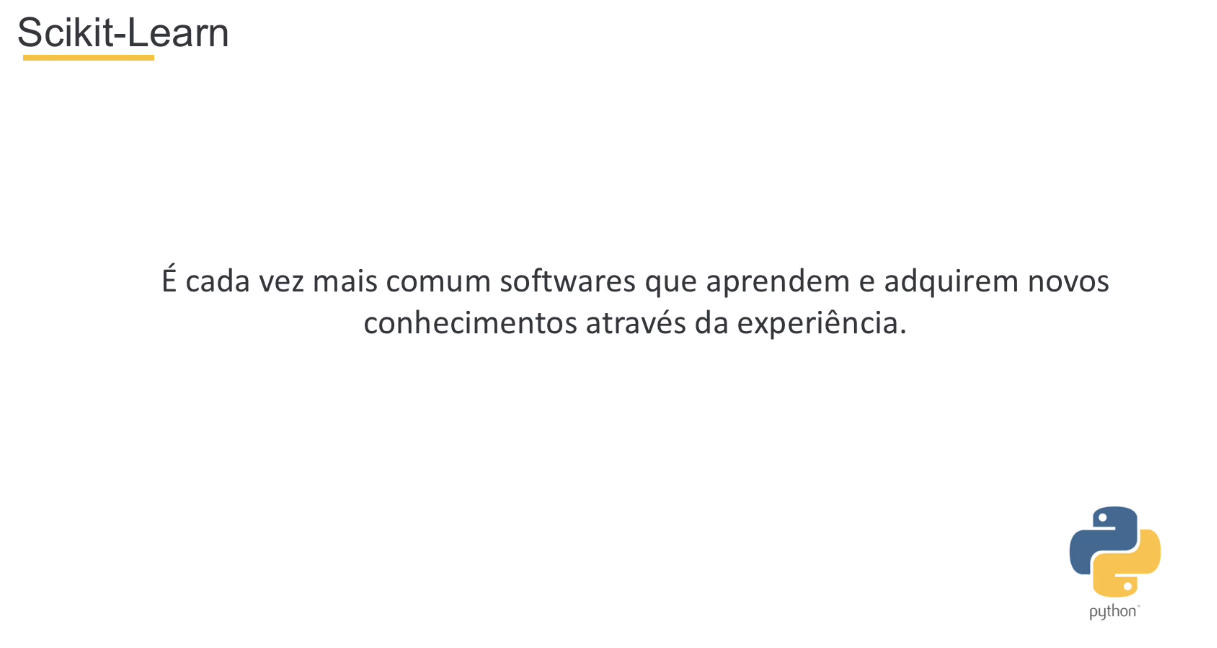 Scikit-Learn
É cada vez mais comum softwares que aprendem e adquirem novos
conhecimentos através da experiência.
python